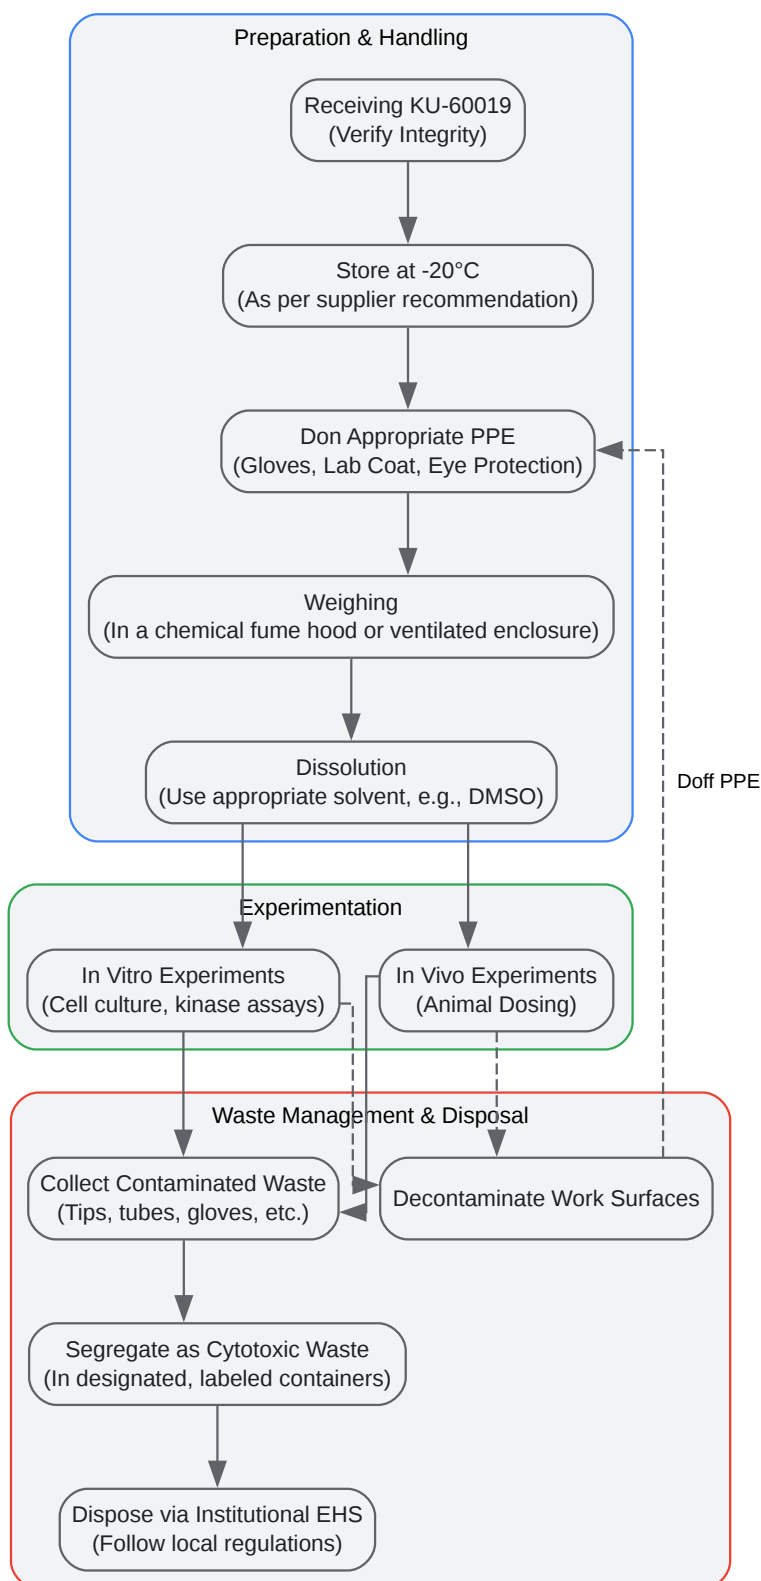 Preparation & Handling
Receiving KU-60019
(Verify Integrity)
Store at -20°C
(As per supplier recommendation)
Don Appropriate PPE
(Gloves, Lab Coat, Eye Protection)
Weighing
(In a chemical fume hood or ventilated enclosure)
Dissolution
(Use appropriate solvent, e.g., DMSO)
Doff PPE
Experimentation
In Vitro Experiments
(Cell culture, kinase assays)
In Vivo Experiments
(Animal Dosing)
Waste Management & Disposal
Collect Contaminated Waste
(Tips, tubes, gloves, etc.)
Decontaminate Work Surfaces
Segregate as Cytotoxic Waste
(In designated, labeled containers)
Dispose via Institutional EHS
(Follow local regulations)